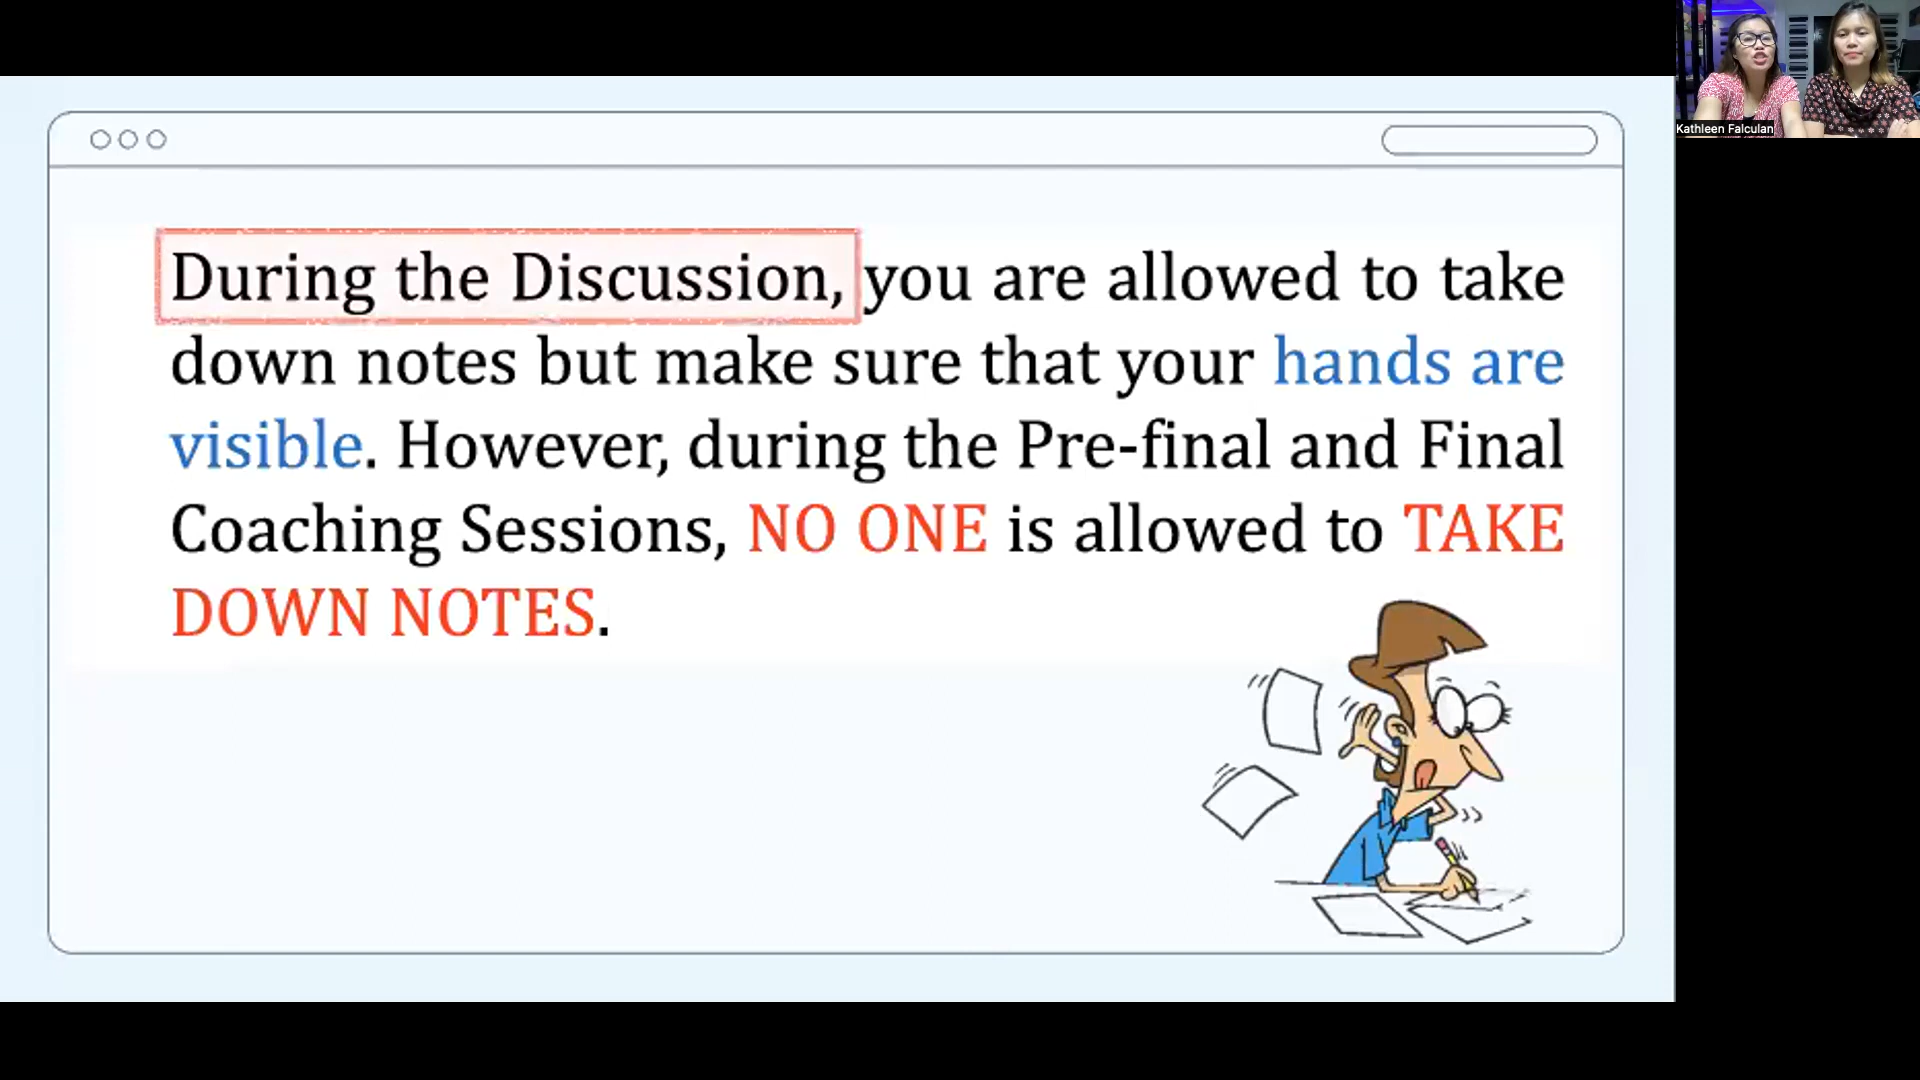 Kathleen Falculan
During the Discussion, you are allowed to take
down notes but make sure that your hands are
visible. However, during the Pre-final and Final
Coaching Sessions, NO ONE is allowed to TAKE
DOWN NOTES.